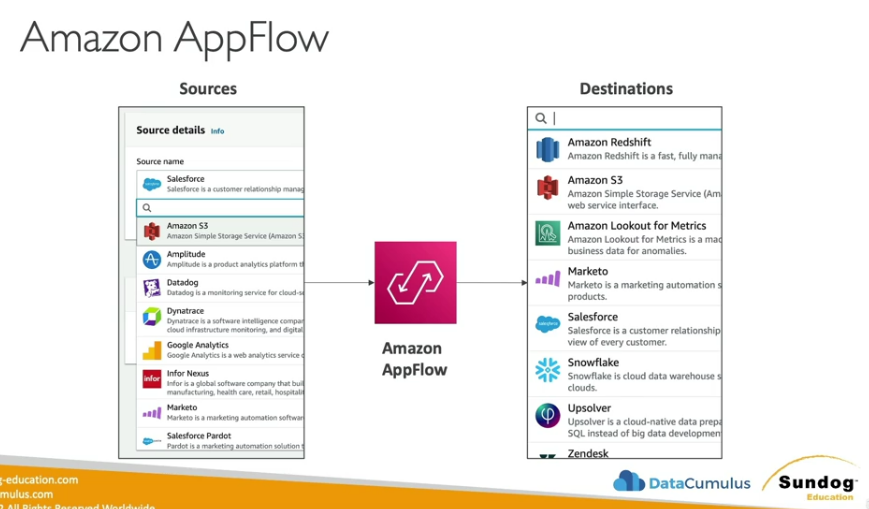 Amazon AppFlow
Sources
Source details Info
Source name
Salesforce
Salesforce is a customer relationship manag
Amazon S3
Amazon Simple Storage Service (Amazon S3
Amplitude
Amplitude is a product analytics platform th
Datadog
Datadog is a monitoring service for cloud-s
Dynatrace
Dynatrace is a software intelligence compan
cloud infrastructure monitoring, and digital
Google Analytics
Google Analytics is a web analytics service o
infor
Infor Nexus
Infor is a global software company that buil
manufacturing, health care, retail, hospitalit
Marketo
Marketo is a marketing automation softwar
Salesforce Pardot
Pardot is a marketing automation solution t
Amazon
AppFlow
Destinations
Amazon Redshift
Amazon Redshift is a fast, fully mana
Amazon S3
Amazon Simple Storage Service (Am
web service interface.
Amazon Lookout for Metrics
Amazon Lookout for Metrics is a mac
business data for anomalies.
Marketo
Marketo is a marketing automation s
products.
Salesforce
Salesforce is a customer relationship
view of every customer.
Snowflake
Snowflake is cloud data warehouse s
clouds.
Upsolver
Upsolver is a cloud-native data prepa
SQL instead of big data developmen
Zendesk
g-education.com
mulus.com
All Rights Reserved Worldwide
DataCumulus
Sundog
Education